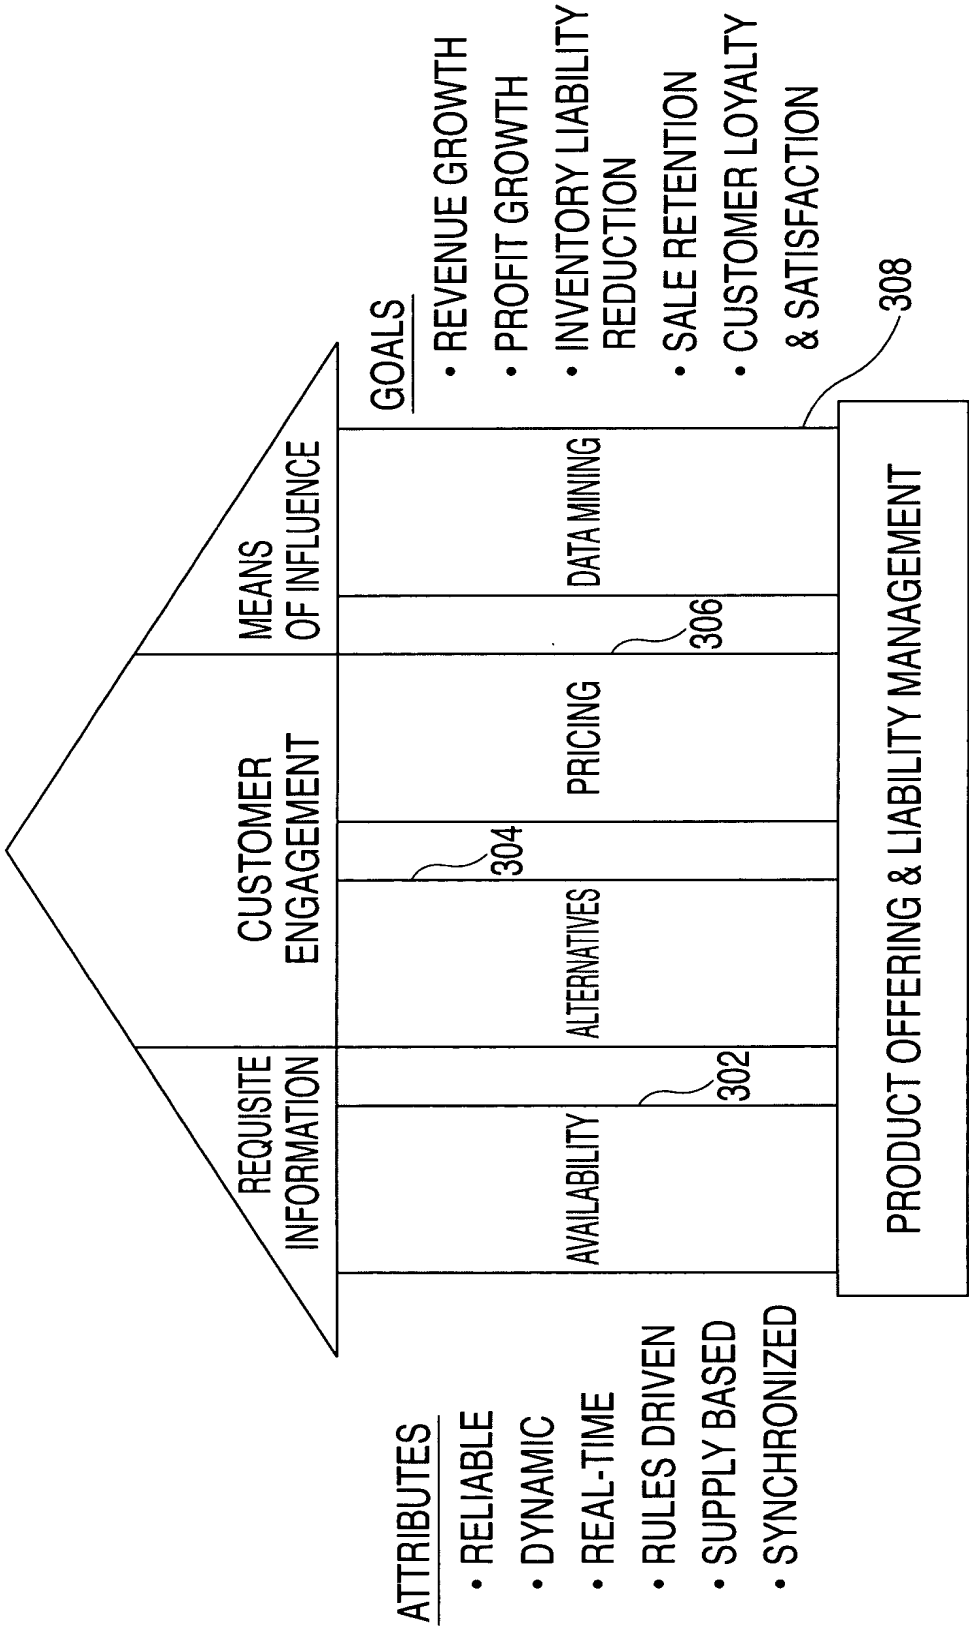 REQUISITE
INFORMATION
CUSTOMER
ENGAGEMENT
MEANS
OF INFLUENCE
ATTRIBUTES
• RELIABLE
• DYNAMIC
• REAL-TIME
• RULES DRIVEN
• SUPPLY BASED
• SYNCHRONIZED
AVAILABILITY
302
ALTERNATIVES
304
PRICING
306
DATA MINING
308
GOALS
• REVENUE GROWTH
• PROFIT GROWTH
• INVENTORY LIABILITY
REDUCTION
• SALE RETENTION
• CUSTOMER LOYALTY
& SATISFACTION
PRODUCT OFFERING & LIABILITY MANAGEMENT